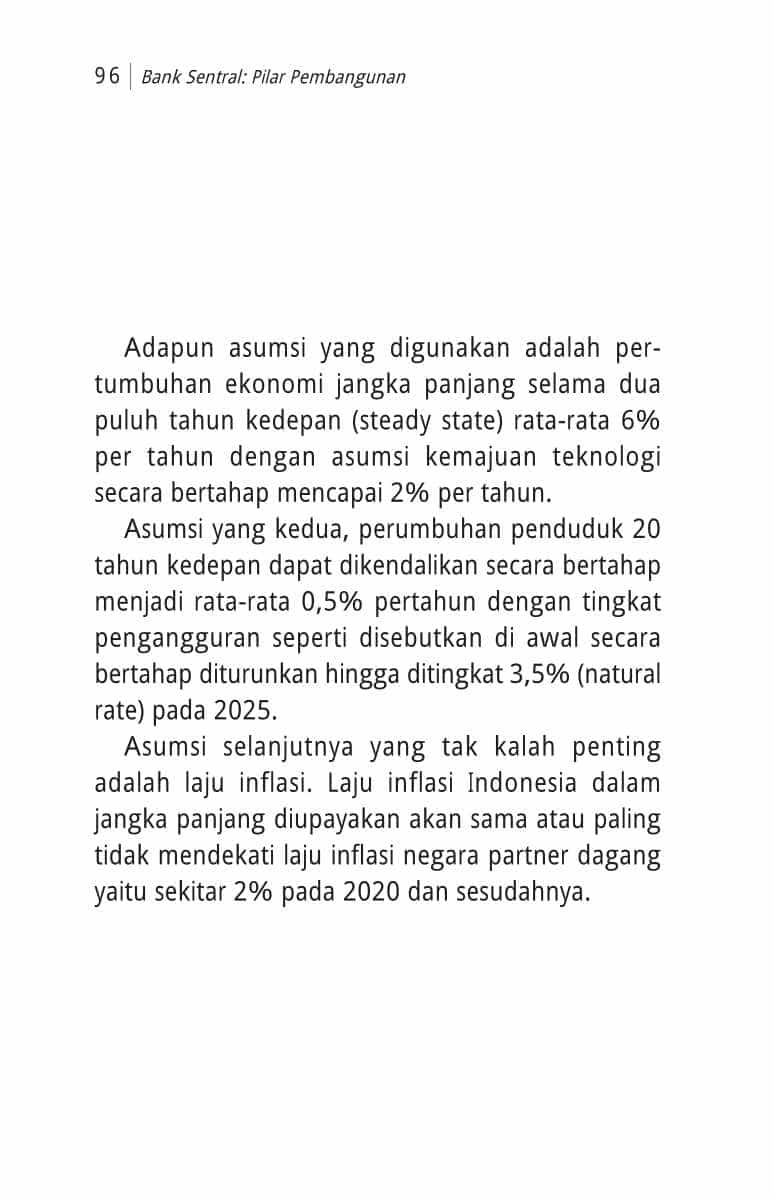 96 | Bank Sentral: Pilar Pembangunan
Adapun asumsi yang digunakan adalah per-
tumbuhan ekonomi jangka panjang selama dua
puluh tahun kedepan (steady state) rata-rata 6%
per tahun dengan asumsi kemajuan teknologi
secara bertahap mencapai 2% per tahun.
Asumsi yang kedua, perumbuhan penduduk 20
tahun kedepan dapat dikendalikan secara bertahap
menjadi rata-rata 0,5% pertahun dengan tingkat
pengangguran seperti disebutkan di awal secara
bertahap diturunkan hingga ditingkat 3,5% (natural
rate) pada 2025.
Asumsi selanjutnya yang tak kalah penting
adalah laju inflasi. Laju inflasi Indonesia dalam
jangka panjang diupayakan akan sama atau paling
tidak mendekati laju inflasi negara partner dagang
yaitu sekitar 2% pada 2020 dan sesudahnya.